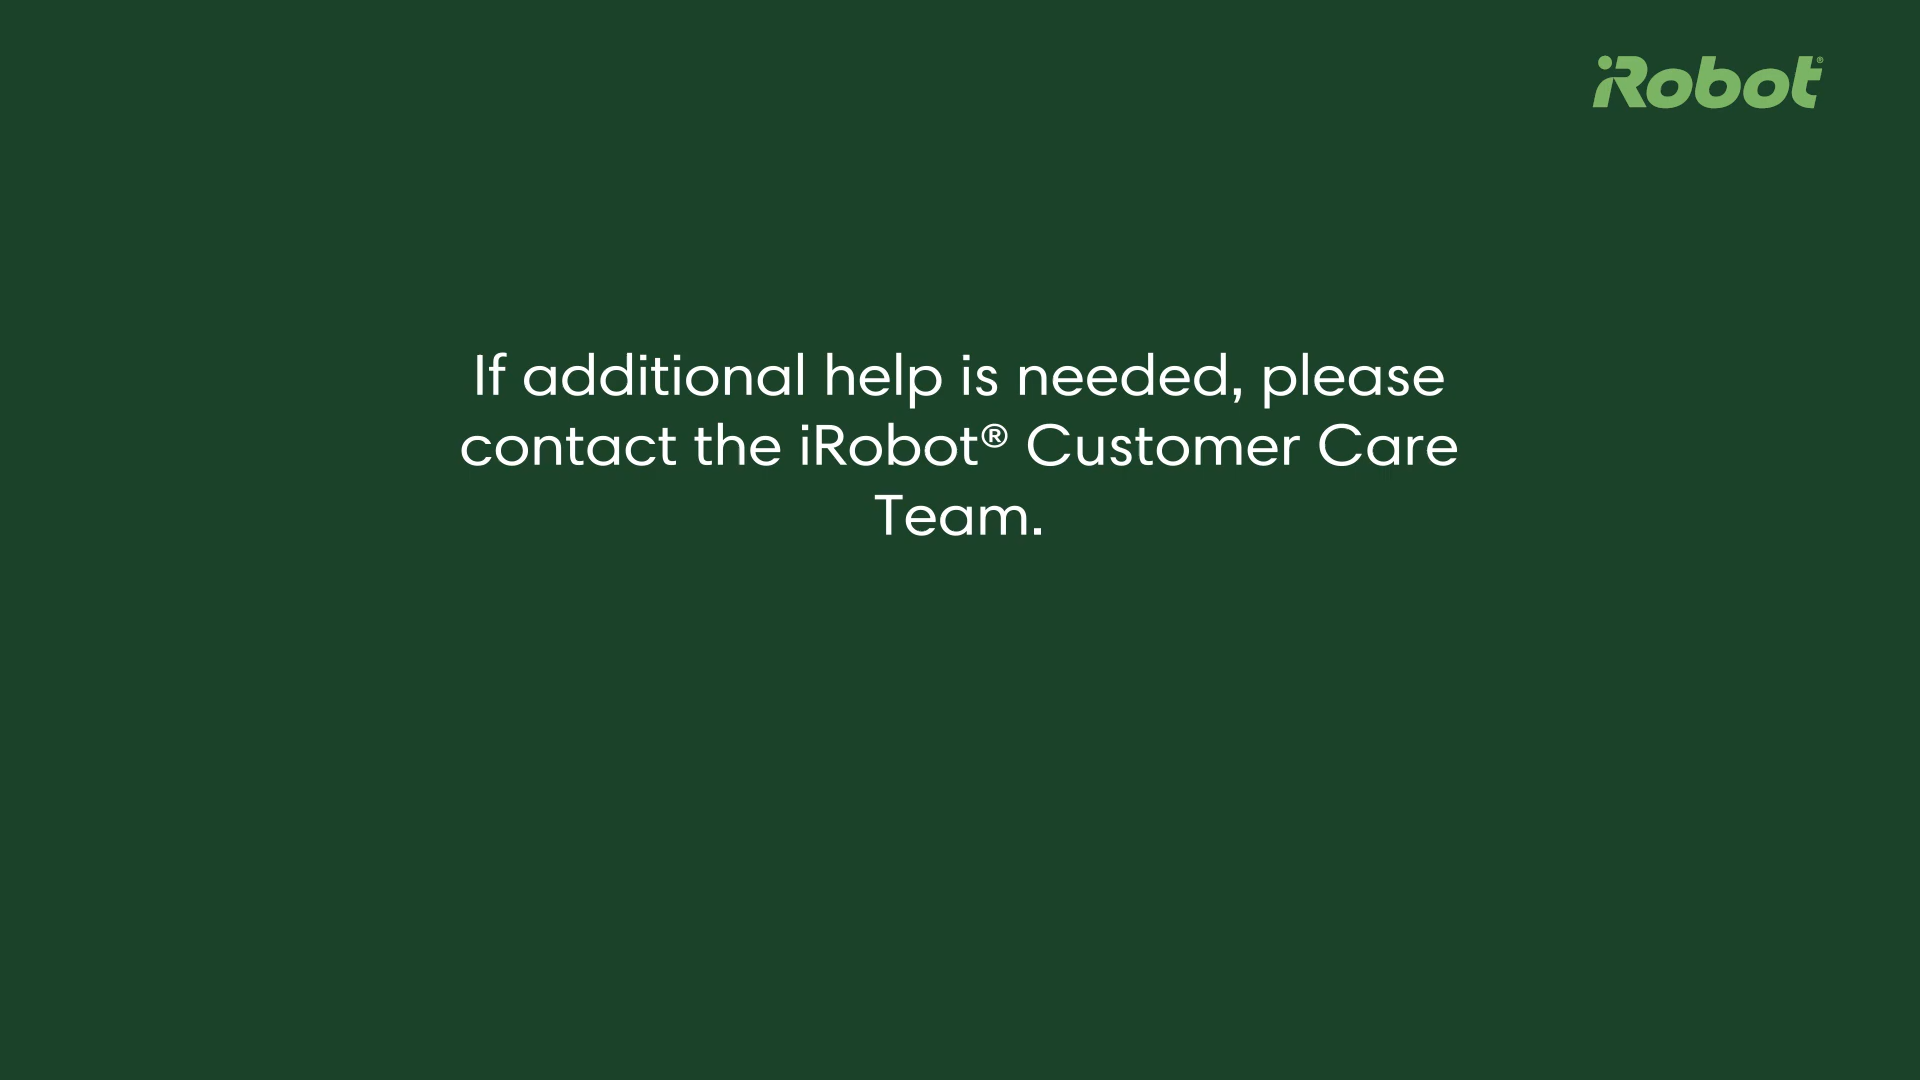 iRobot®
If additional help is needed, please
contact the iRobot® Customer Care
Team.